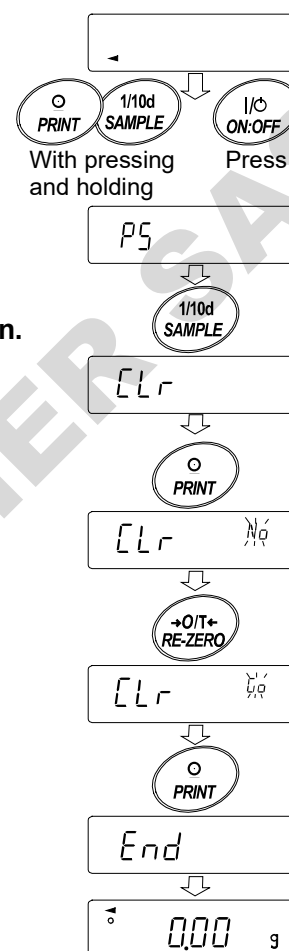 PRINT
1/10d
SAMPLE
ON:OFF
With pressing and holding
Press
PS
1/10d
SAMPLE
n.
CLr
PRINT
CLr No
→O/T←
RE-ZERO
CLr Go
PRINT
End
0.00 g